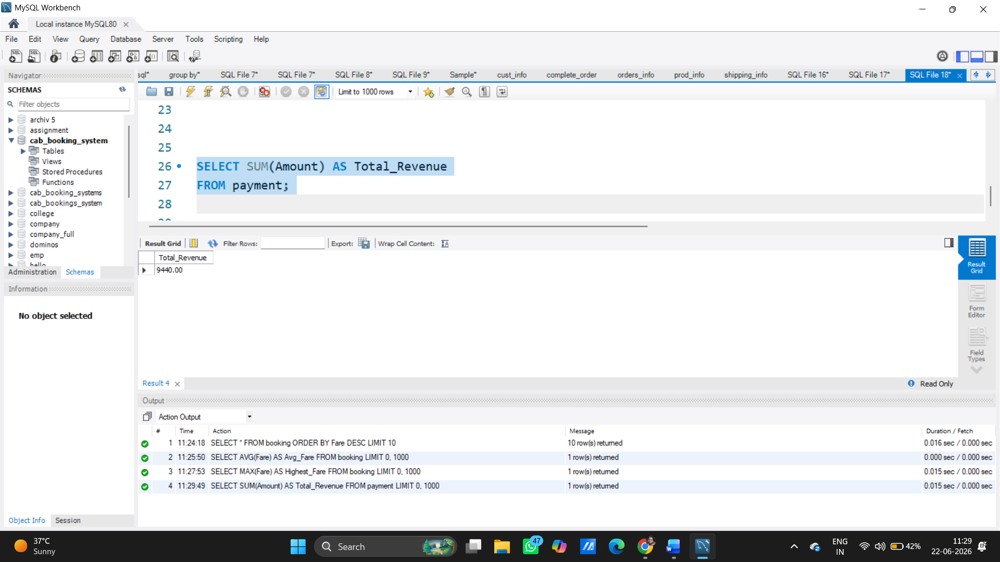 MySQL Workbench
Local instance MySQL80
File Edit View Query Database Server Tools Scripting Help
Navigator
SCHEMAS
Filter objects
archiv 5
assignment
cab_booking_system
Tables
Views
Stored Procedures
Functions
cab_booking_systems
cab_bookings_system
college
company
company_full
dominos
emp
hello
Administration Schemas
Information
No object selected
Object Info Session
sql* group by* SQL File 7* SQL File 7* SQL File 8* SQL File 9* Sample* cust_info complete_order orders_info prod_info shipping_info SQL File 16* SQL File 17* SQL File 18*
Limit to 1000 rows
23
24
25
26 SELECT SUM(Amount) AS Total_Revenue
27 FROM payment;
28
Result Grid Filter Rows: Export: Wrap Cell Content:
Total_Revenue
9440.00
Result Grid
Form Editor
Field Types
Result 4 Read Only
Output
Action Output
# Time Action Message Duration / Fetch
1 11:24:18 SELECT * FROM booking ORDER BY Fare DESC LIMIT 10 10 row(s) returned 0.016 sec / 0.000 sec
2 11:25:50 SELECT AVG(Fare) AS Avg_Fare FROM booking LIMIT 0, 1000 1 row(s) returned 0.000 sec / 0.000 sec
3 11:27:53 SELECT MAX(Fare) AS Highest_Fare FROM booking LIMIT 0, 1000 1 row(s) returned 0.015 sec / 0.000 sec
4 11:29:49 SELECT SUM(Amount) AS Total_Revenue FROM payment LIMIT 0, 1000 1 row(s) returned 0.015 sec / 0.000 sec
37°C
Sunny
Search
47
ENG
IN
42%
11:29
22-06-2026